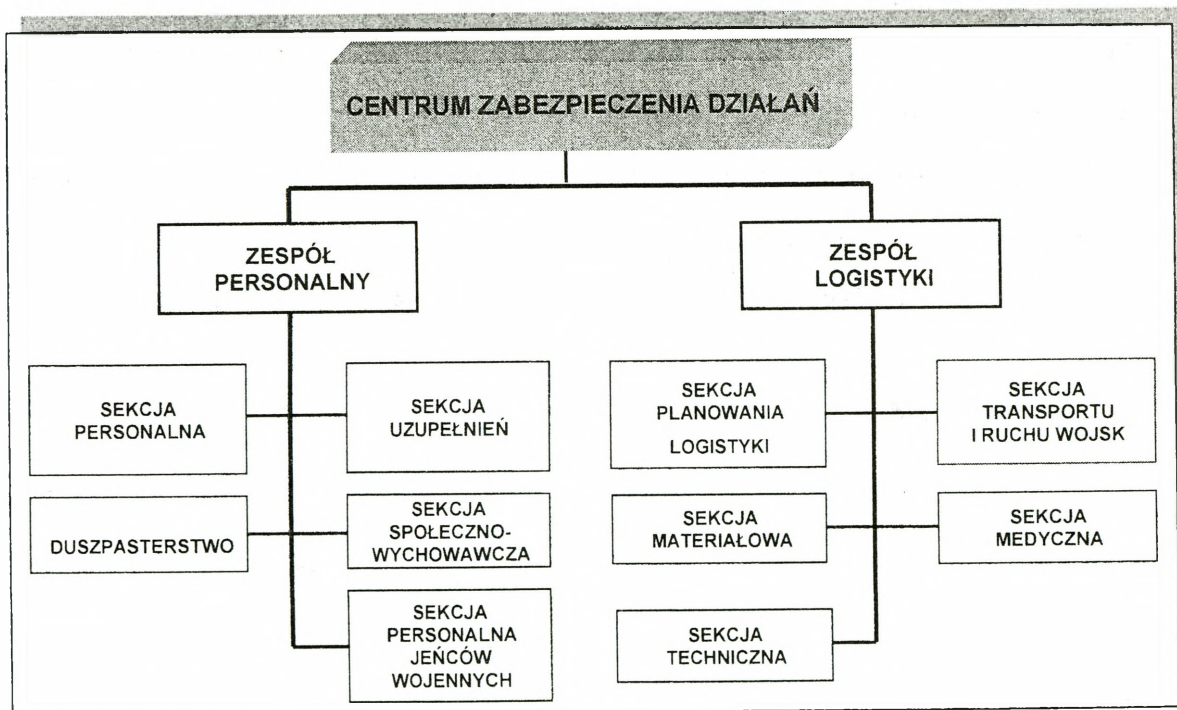 CENTRUM ZABEZPIECZENIA DZIAŁAŃ
ZESPÓŁ
PERSONALNY
ZESPÓŁ
LOGISTYKI
SEKCJA
PERSONALNA
SEKCJA
UZUPEŁNIEŃ
SEKCJA
PLANOWANIA
LOGISTYKI
SEKCJA
TRANSPORTU
I RUCHU WOJSK
DUSZPASTERSTWO
SEKCJA
SPOŁECZNO-
WYCHOWAWCZA
SEKCJA
MATERIAŁOWA
SEKCJA
MEDYCZNA
SEKCJA
PERSONALNA
JEŃCÓW
WOJENNYCH
SEKCJA
TECHNICZNA